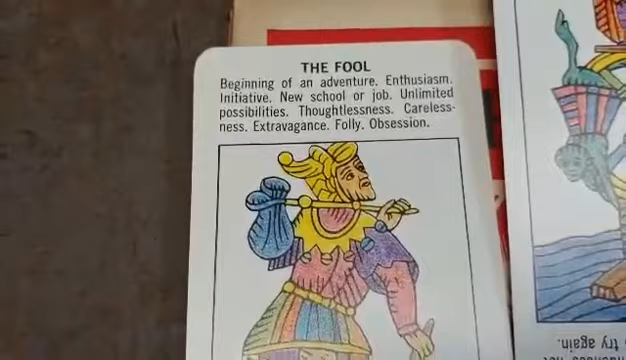 THE FOOL
Beginning of an adventure. Enthusiasm.
Initiative. New school or job. Unlimited
possibilities. Thoughtlessness. Careless-
ness. Extravagance. Folly. Obsession.
try again.